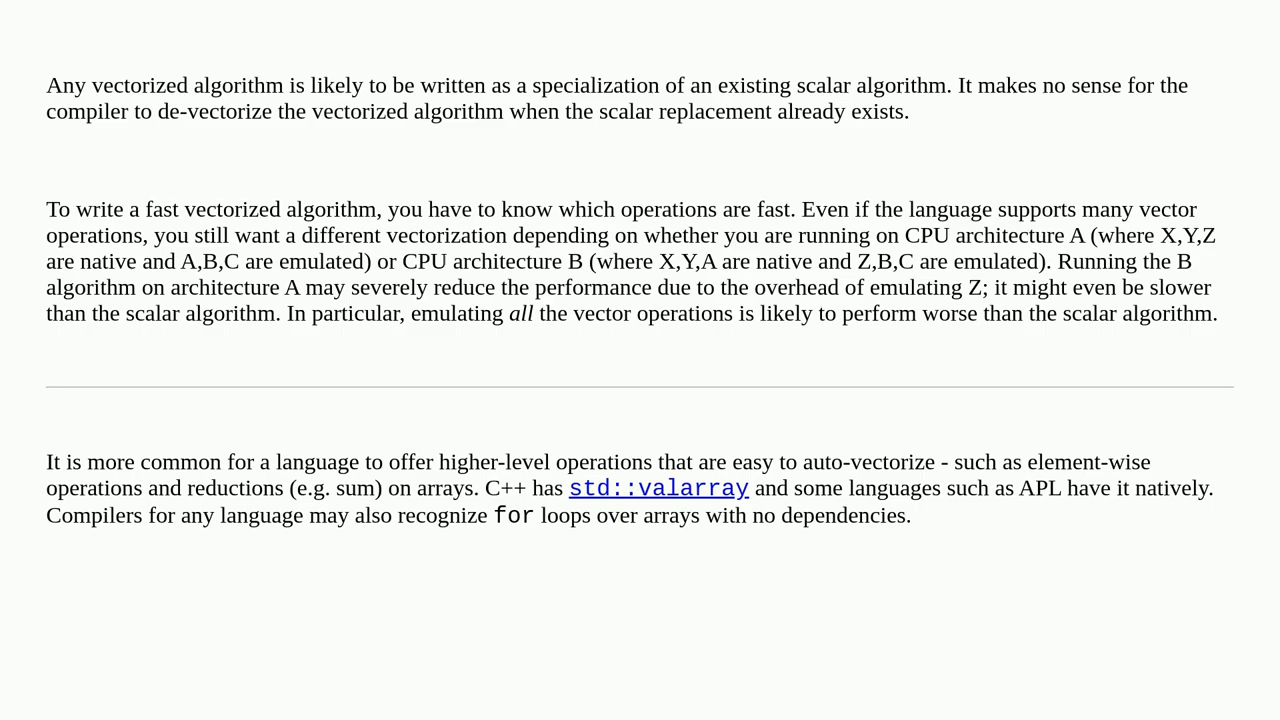 Any vectorized algorithm is likely to be written as a specialization of an existing scalar algorithm. It makes no sense for the
compiler to de-vectorize the vectorized algorithm when the scalar replacement already exists.
To write a fast vectorized algorithm, you have to know which operations are fast. Even if the language supports many vector
operations, you still want a different vectorization depending on whether you are running on CPU architecture A (where X,Y,Z
are native and A,B,C are emulated) or CPU architecture B (where X,Y,A are native and Z,B,C are emulated). Running the B
algorithm on architecture A may severely reduce the performance due to the overhead of emulating Z; it might even be slower
than the scalar algorithm. In particular, emulating all the vector operations is likely to perform worse than the scalar algorithm.
It is more common for a language to offer higher-level operations that are easy to auto-vectorize - such as element-wise
operations and reductions (e.g. sum) on arrays. C++ has std::valarray and some languages such as APL have it natively.
Compilers for any language may also recognize for loops over arrays with no dependencies.